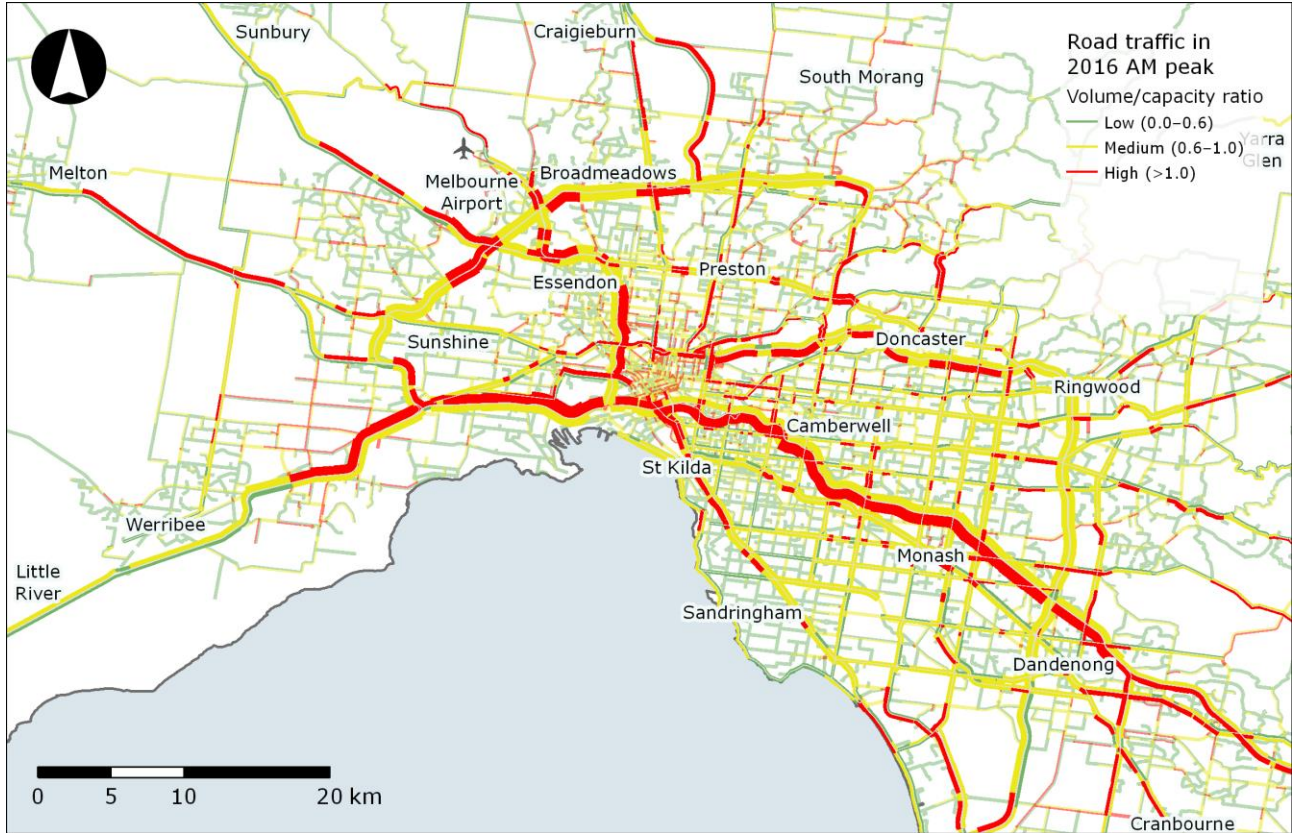 Sunbury
Craigieburn
South Morang
Road traffic in
2016 AM peak
Volume/capacity ratio
Low (0.0–0.6)
Medium (0.6–1.0)
High (>1.0)
Yarra
Glen
Melton
Melbourne
Airport
Broadmeadows
Essendon
Preston
Sunshine
Doncaster
Ringwood
Camberwell
St Kilda
Werribee
Monash
Little
River
Sandringham
Dandenong
0 5 10 20 km
Cranbourne